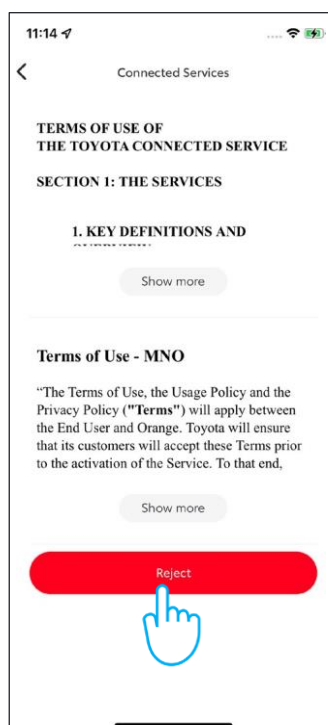 11:14
Connected Services
TERMS OF USE OF
THE TOYOTA CONNECTED SERVICE
SECTION 1: THE SERVICES
1. KEY DEFINITIONS AND
Show more
Terms of Use - MNO
“The Terms of Use, the Usage Policy and the
Privacy Policy ("Terms") will apply between
the End User and Orange. Toyota will ensure
that its customers will accept these Terms prior
to the activation of the Service. To that end,
Show more
Reject